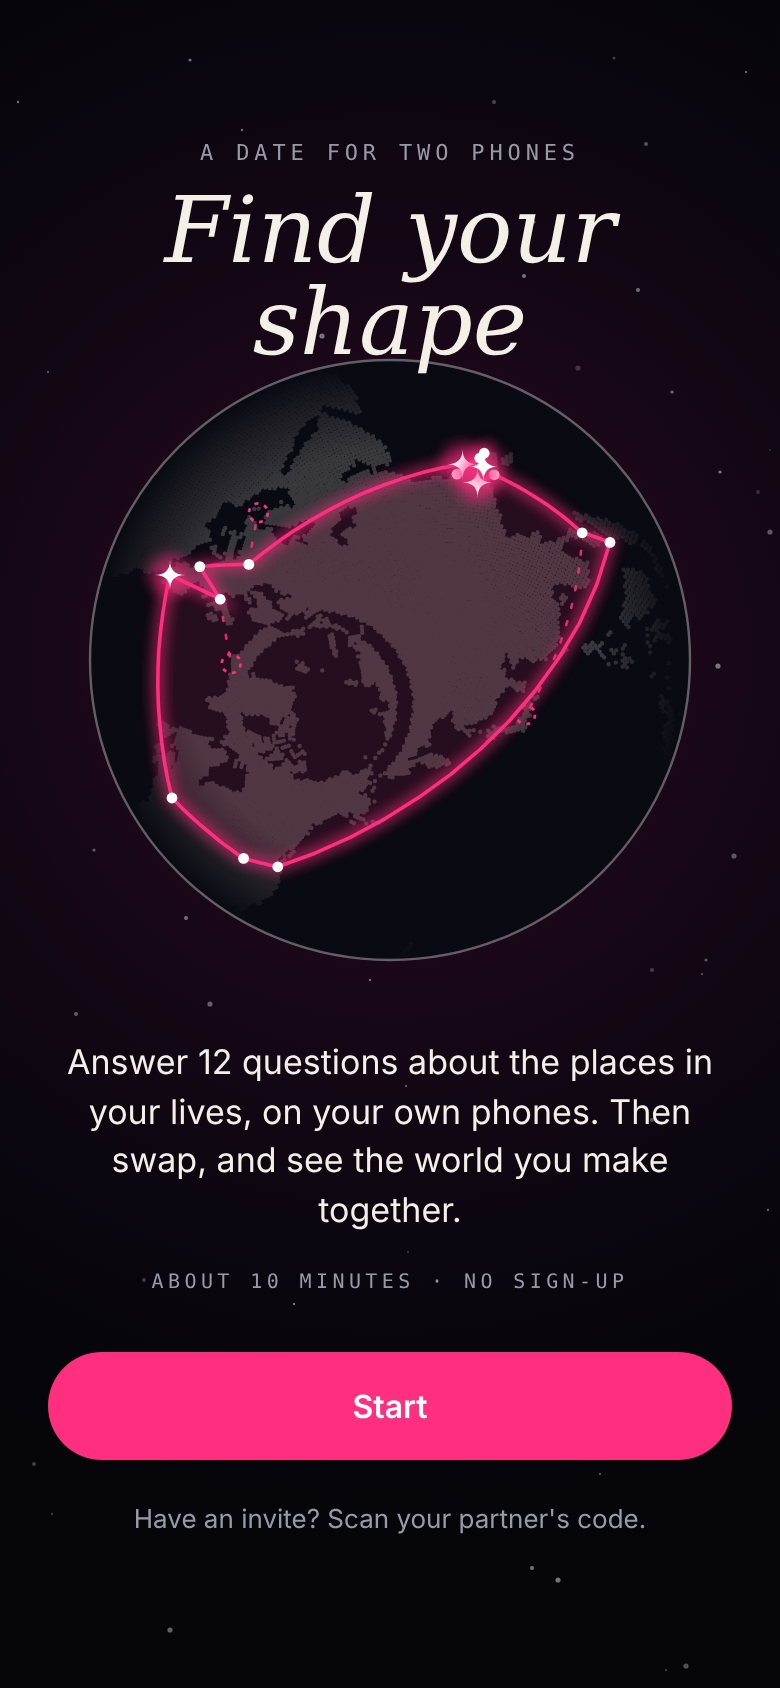 A DATE FOR TWO PHONES
Find your
shape
Answer 12 questions about the places in
your lives, on your own phones. Then
swap, and see the world you make
together.
ABOUT 10 MINUTES · NO SIGN-UP
Start
Have an invite? Scan your partner's code.